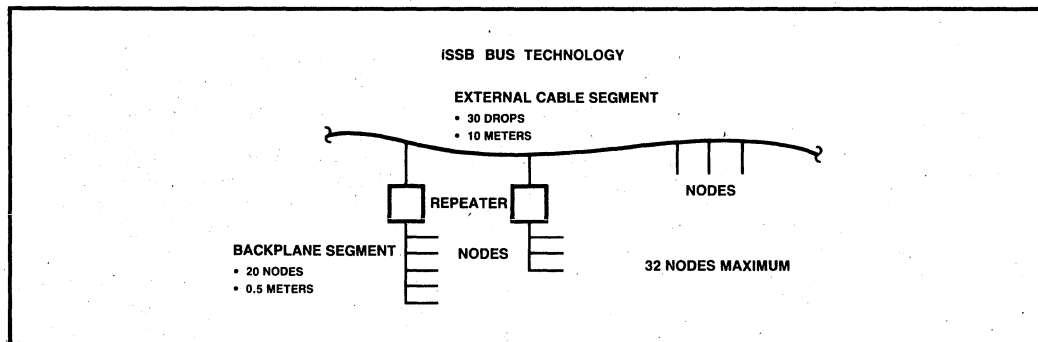 iSSB BUS TECHNOLOGY
EXTERNAL CABLE SEGMENT
• 30 DROPS
• 10 METERS
NODES
REPEATER
BACKPLANE SEGMENT
• 20 NODES
• 0.5 METERS
NODES
32 NODES MAXIMUM